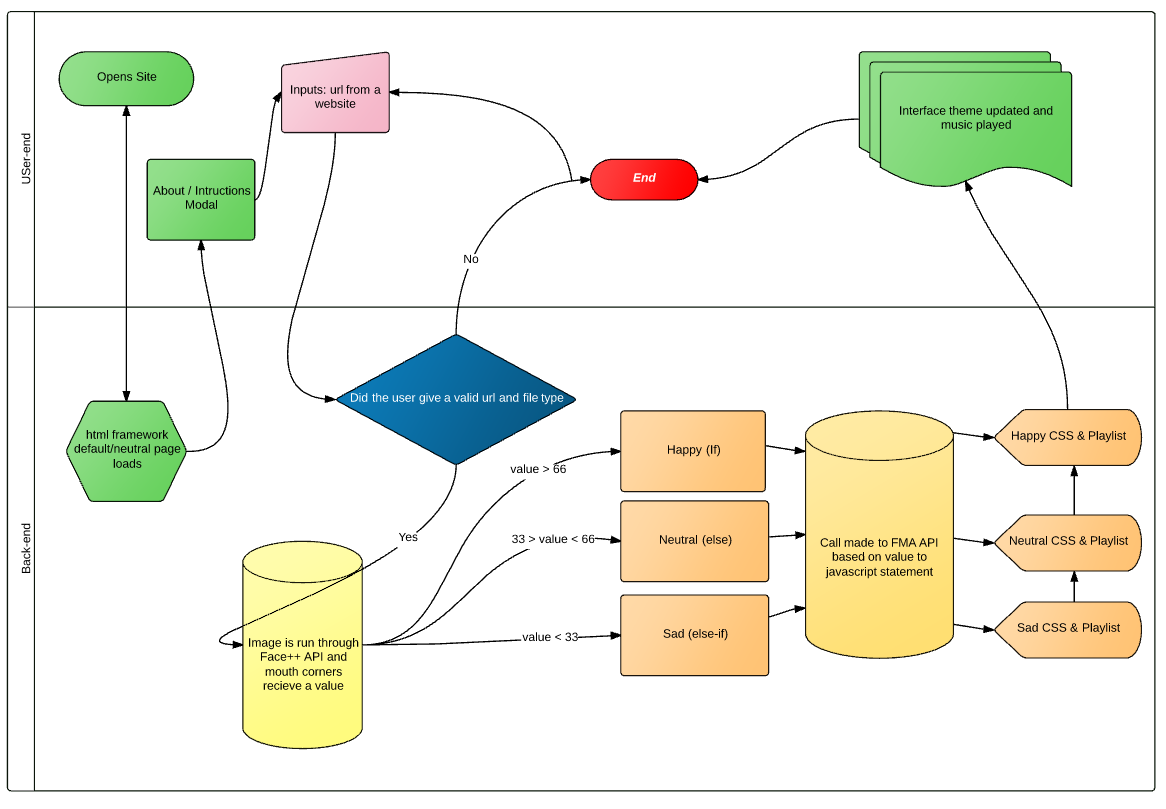 USer-end
Opens Site
Inputs: url from a
website
About / Intructions
Modal
End
Interface theme updated and
music played
No
Back-end
html framework
default/neutral page
loads
Did the user give a valid url and file type
Yes
Image is run through
Face++ API and
mouth corners
recieve a value
value > 66
33 > value < 66
value < 33
Happy (If)
Neutral (else)
Sad (else-if)
Call made to FMA API
based on value to
javascript statement
Happy CSS & Playlist
Neutral CSS & Playlist
Sad CSS & Playlist